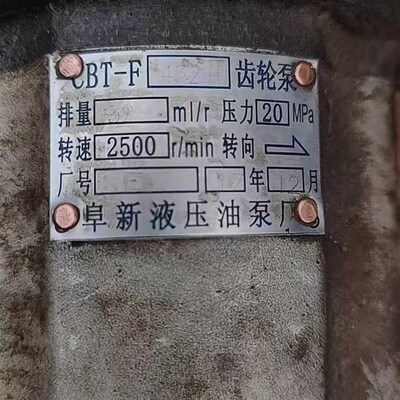 CBT-F 齿轮泵
排量 ml/r 压力 20 MPa
转速 2500 r/min 转向
厂号 年 12 月
阜新液压油泵厂